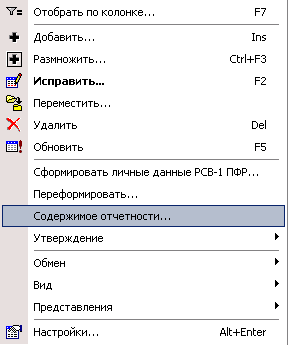 Отобрать по колонке... F7
Добавить... Ins
Размножить... Ctrl+F3
Исправить... F2
Переместить...
Удалить Del
Обновить F5
Сформировать личные данные РСВ-1 ПФР...
Переформировать...
Содержимое отчетности...
Утверждение
Обмен
Вид
Представления
Настройки... Alt+Enter